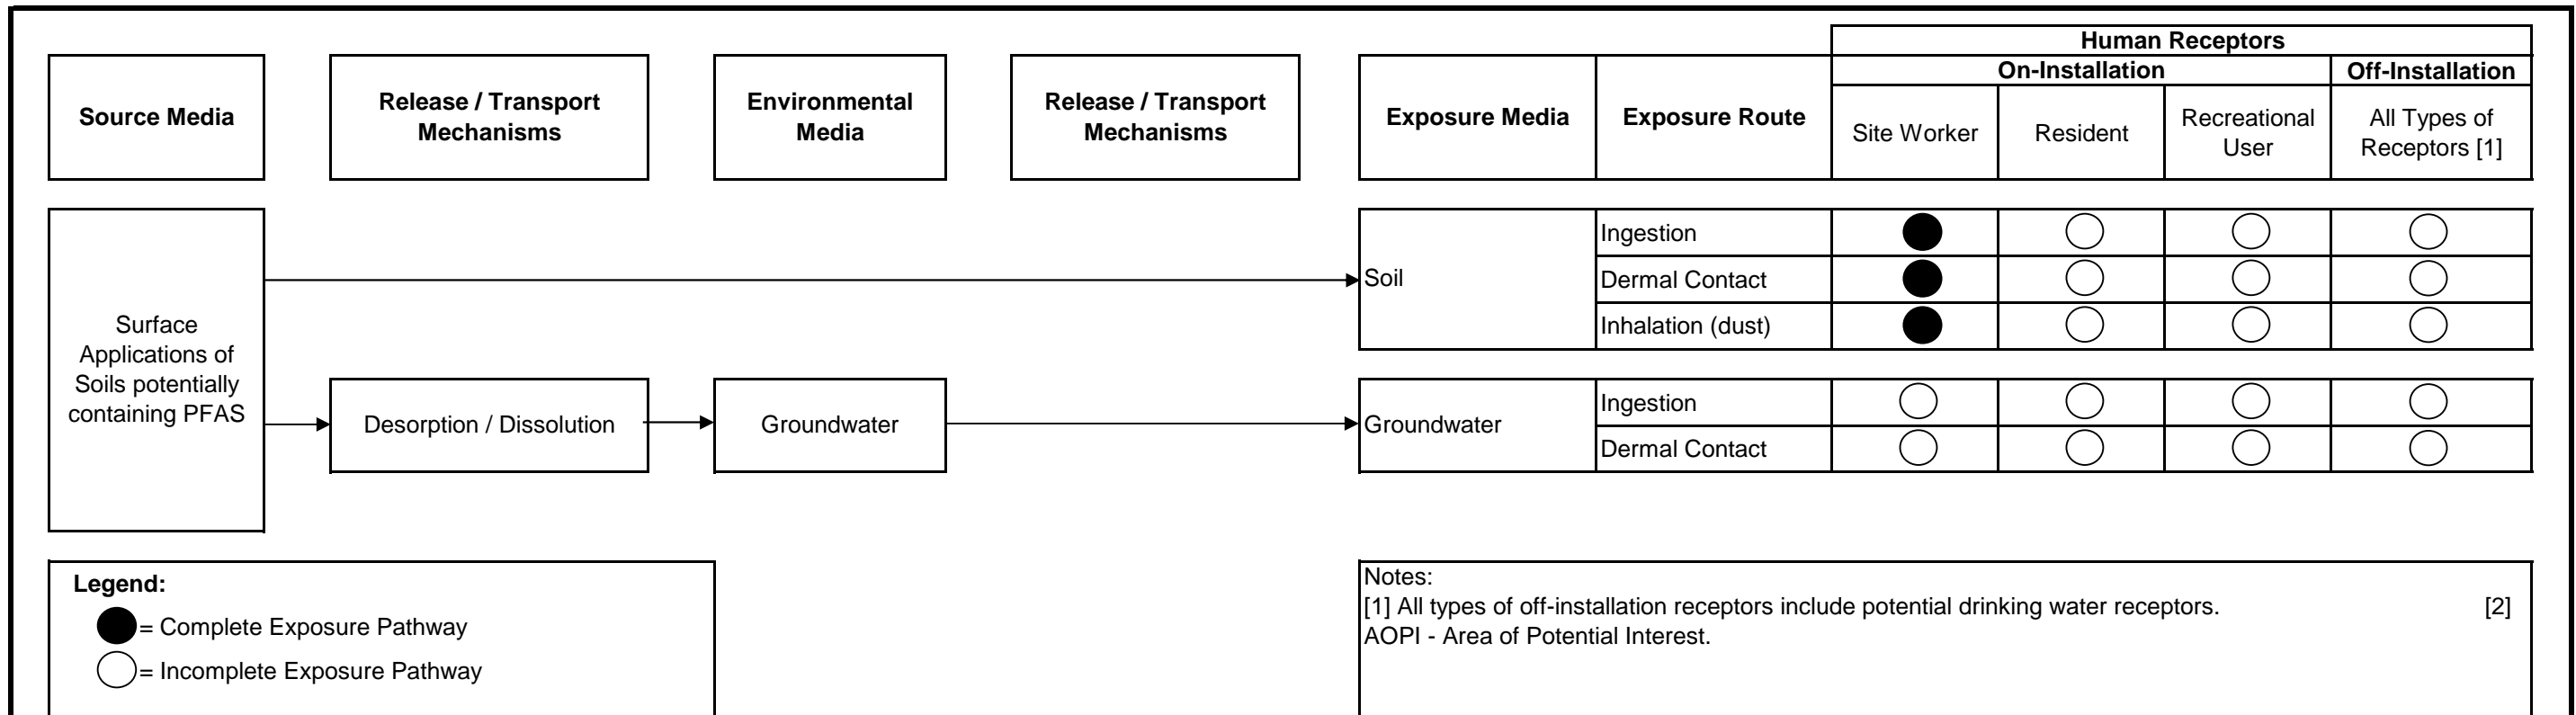 Human Receptors
On-Installation
Off-Installation
Source Media
Release / Transport
Mechanisms
Environmental
Media
Release / Transport
Mechanisms
Exposure Media
Exposure Route
Site Worker
Resident
Recreational
User
All Types of
Receptors [1]
Surface
Applications of
Soils potentially
containing PFAS
Soil
Ingestion
Dermal Contact
Inhalation (dust)
Desorption / Dissolution
Groundwater
Groundwater
Ingestion
Dermal Contact
Legend:
= Complete Exposure Pathway
= Incomplete Exposure Pathway
Notes:
[1] All types of off-installation receptors include potential drinking water receptors. [2]
AOPI - Area of Potential Interest.